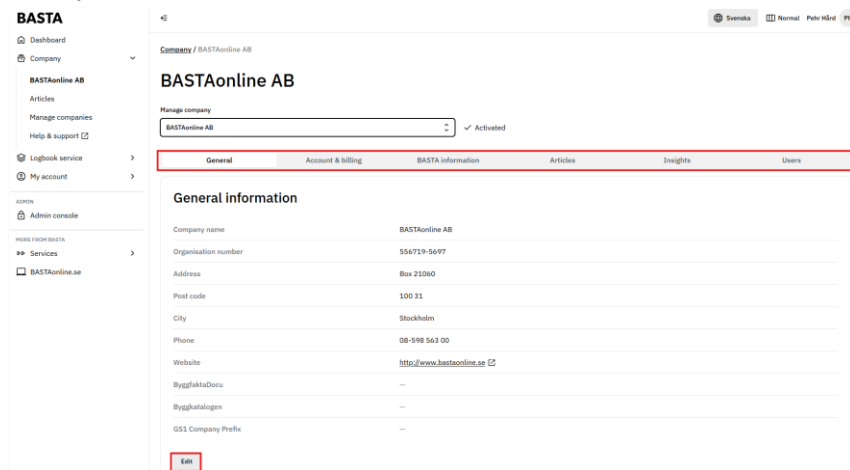 BASTA
Svenska
Normal
Pehr Hård
Dashboard
Company
BASTAonline AB
Articles
Manage companies
Help & support
Logbook service
My account
ADMIN
Admin console
MORE FROM BASTA
Services
BASTAonline.se
Company / BASTAonline AB
BASTAonline AB
Manage company
BASTAonline AB
Activated
General Account & billing BASTA information Articles Insights Users
General information
Company name BASTAonline AB
Organisation number 556719-5697
Address Box 21060
Post code 100 31
City Stockholm
Phone 08-598 563 00
Website http://www.bastaonline.se
ByggfaktaDocu —
Byggkatalogen —
GS1 Company Prefix —
Edit